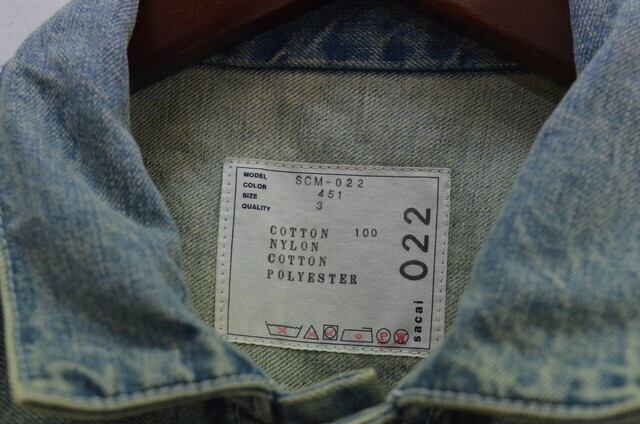 MODEL SCM-022
COLOR 451
SIZE 3
QUALITY
COTTON 100
NYLON
COTTON
POLYESTER
022
sacai
P W